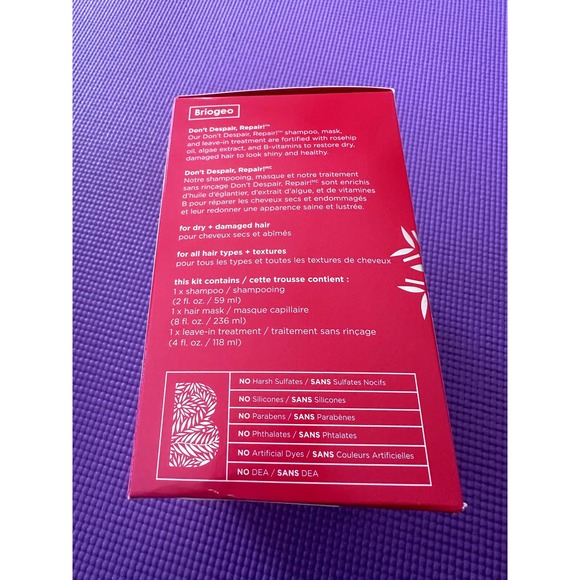 Briogeo
Don't Despair, Repair!™
Our Don't Despair, Repair!™ shampoo, mask,
and leave-in treatment are fortified with rosehip
oil, algae extract, and B-vitamins to restore dry,
damaged hair to look shiny and healthy.
Don't Despair, Repair!ᴹᶜ
Notre shampooing, masque et notre traitement
sans rinçage Don't Despair, Repair!ᴹᶜ sont enrichis
d'huile d'églantier, d'extrait d'algue, et de vitamines
B pour réparer les cheveux secs et endommagés
et leur redonner une apparence saine et lustrée.
for dry + damaged hair
pour cheveux secs et abîmés
for all hair types + textures
pour tous les types et toutes les textures de cheveux
this kit contains / cette trousse contient :
1 x shampoo / shampooing
(2 fl. oz. / 59 ml)
1 x hair mask / masque capillaire
(8 fl. oz. / 236 ml)
1 x leave-in treatment / traitement sans rinçage
(4 fl. oz. / 118 ml)
B
NO Harsh Sulfates / SANS Sulfates Nocifs
NO Silicones / SANS Silicones
NO Parabens / SANS Parabènes
NO Phthalates / SANS Phtalates
NO Artificial Dyes / SANS Couleurs Artificielles
NO DEA / SANS DEA